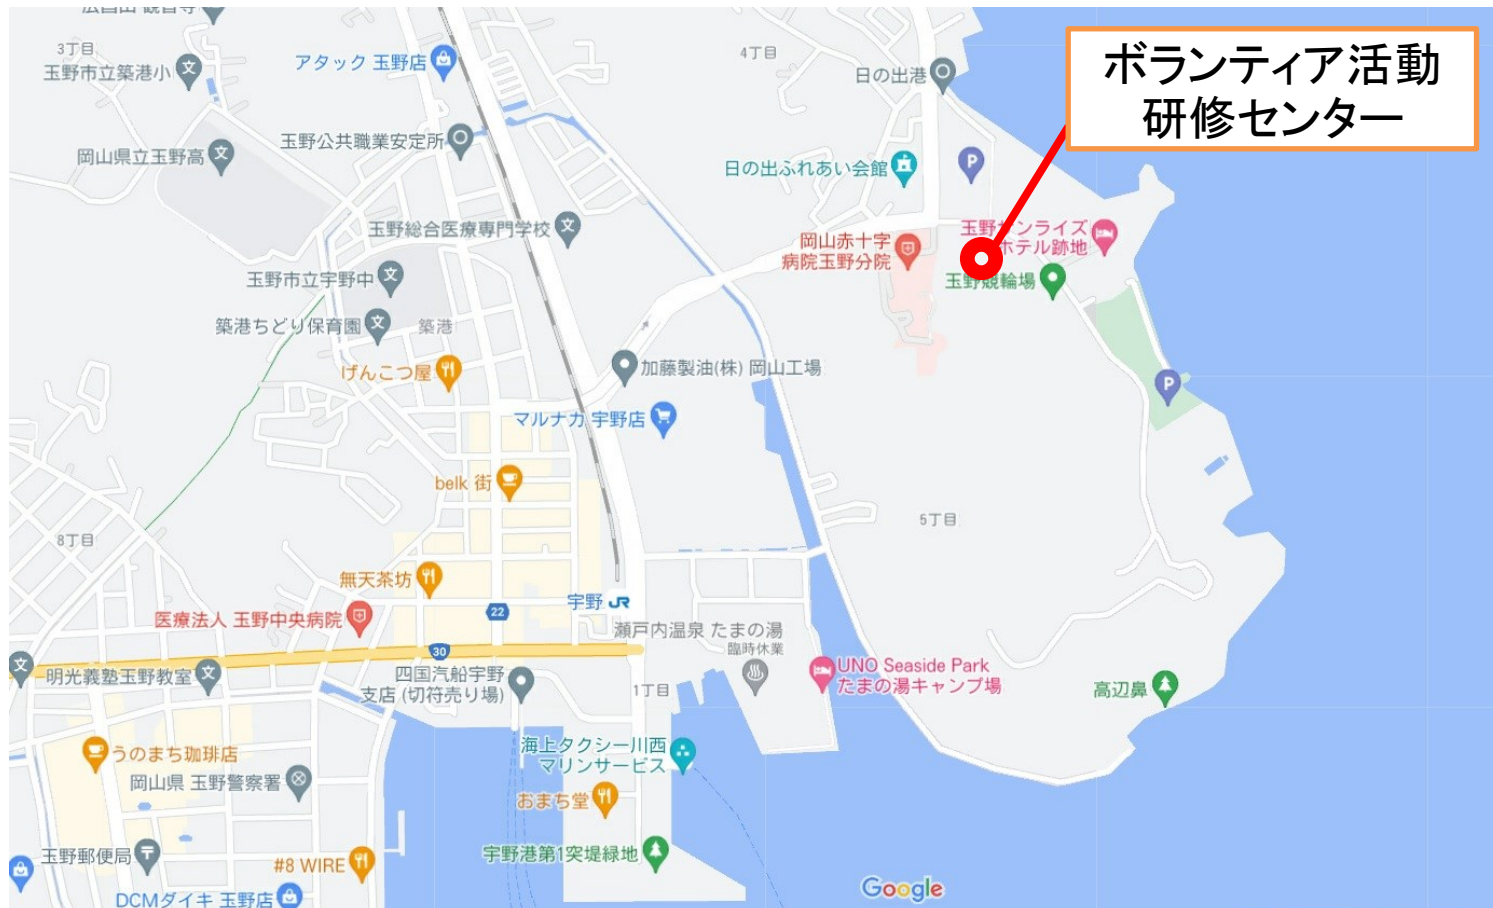 広昌山 観音寺
3丁目
玉野市立築港小
アタック 玉野店
4丁目
日の出港
ボランティア活動
研修センター
岡山県立玉野高
玉野公共職業安定所
日の出ふれあい会館
P
玉野総合医療専門学校
岡山赤十字
病院玉野分院
玉野サンライズ
ホテル跡地
玉野市立宇野中
玉野競輪場
築港ちどり保育園
築港
げんこつ屋
加藤製油(株) 岡山工場
P
マルナカ 宇野店
belk 街
5丁目
8丁目
無天茶坊
宇野 JR
22
医療法人 玉野中央病院
瀬戸内温泉 たまの湯
臨時休業
30
明光義塾玉野教室
四国汽船宇野
支店 (切符売り場)
1丁目
UNO Seaside Park
たまの湯キャンプ場
高辺鼻
うのまち珈琲店
海上タクシー川西
マリンサービス
岡山県 玉野警察署
おまち堂
玉野郵便局
#8 WIRE
宇野港第1突堤緑地
DCMダイキ 玉野店
Google